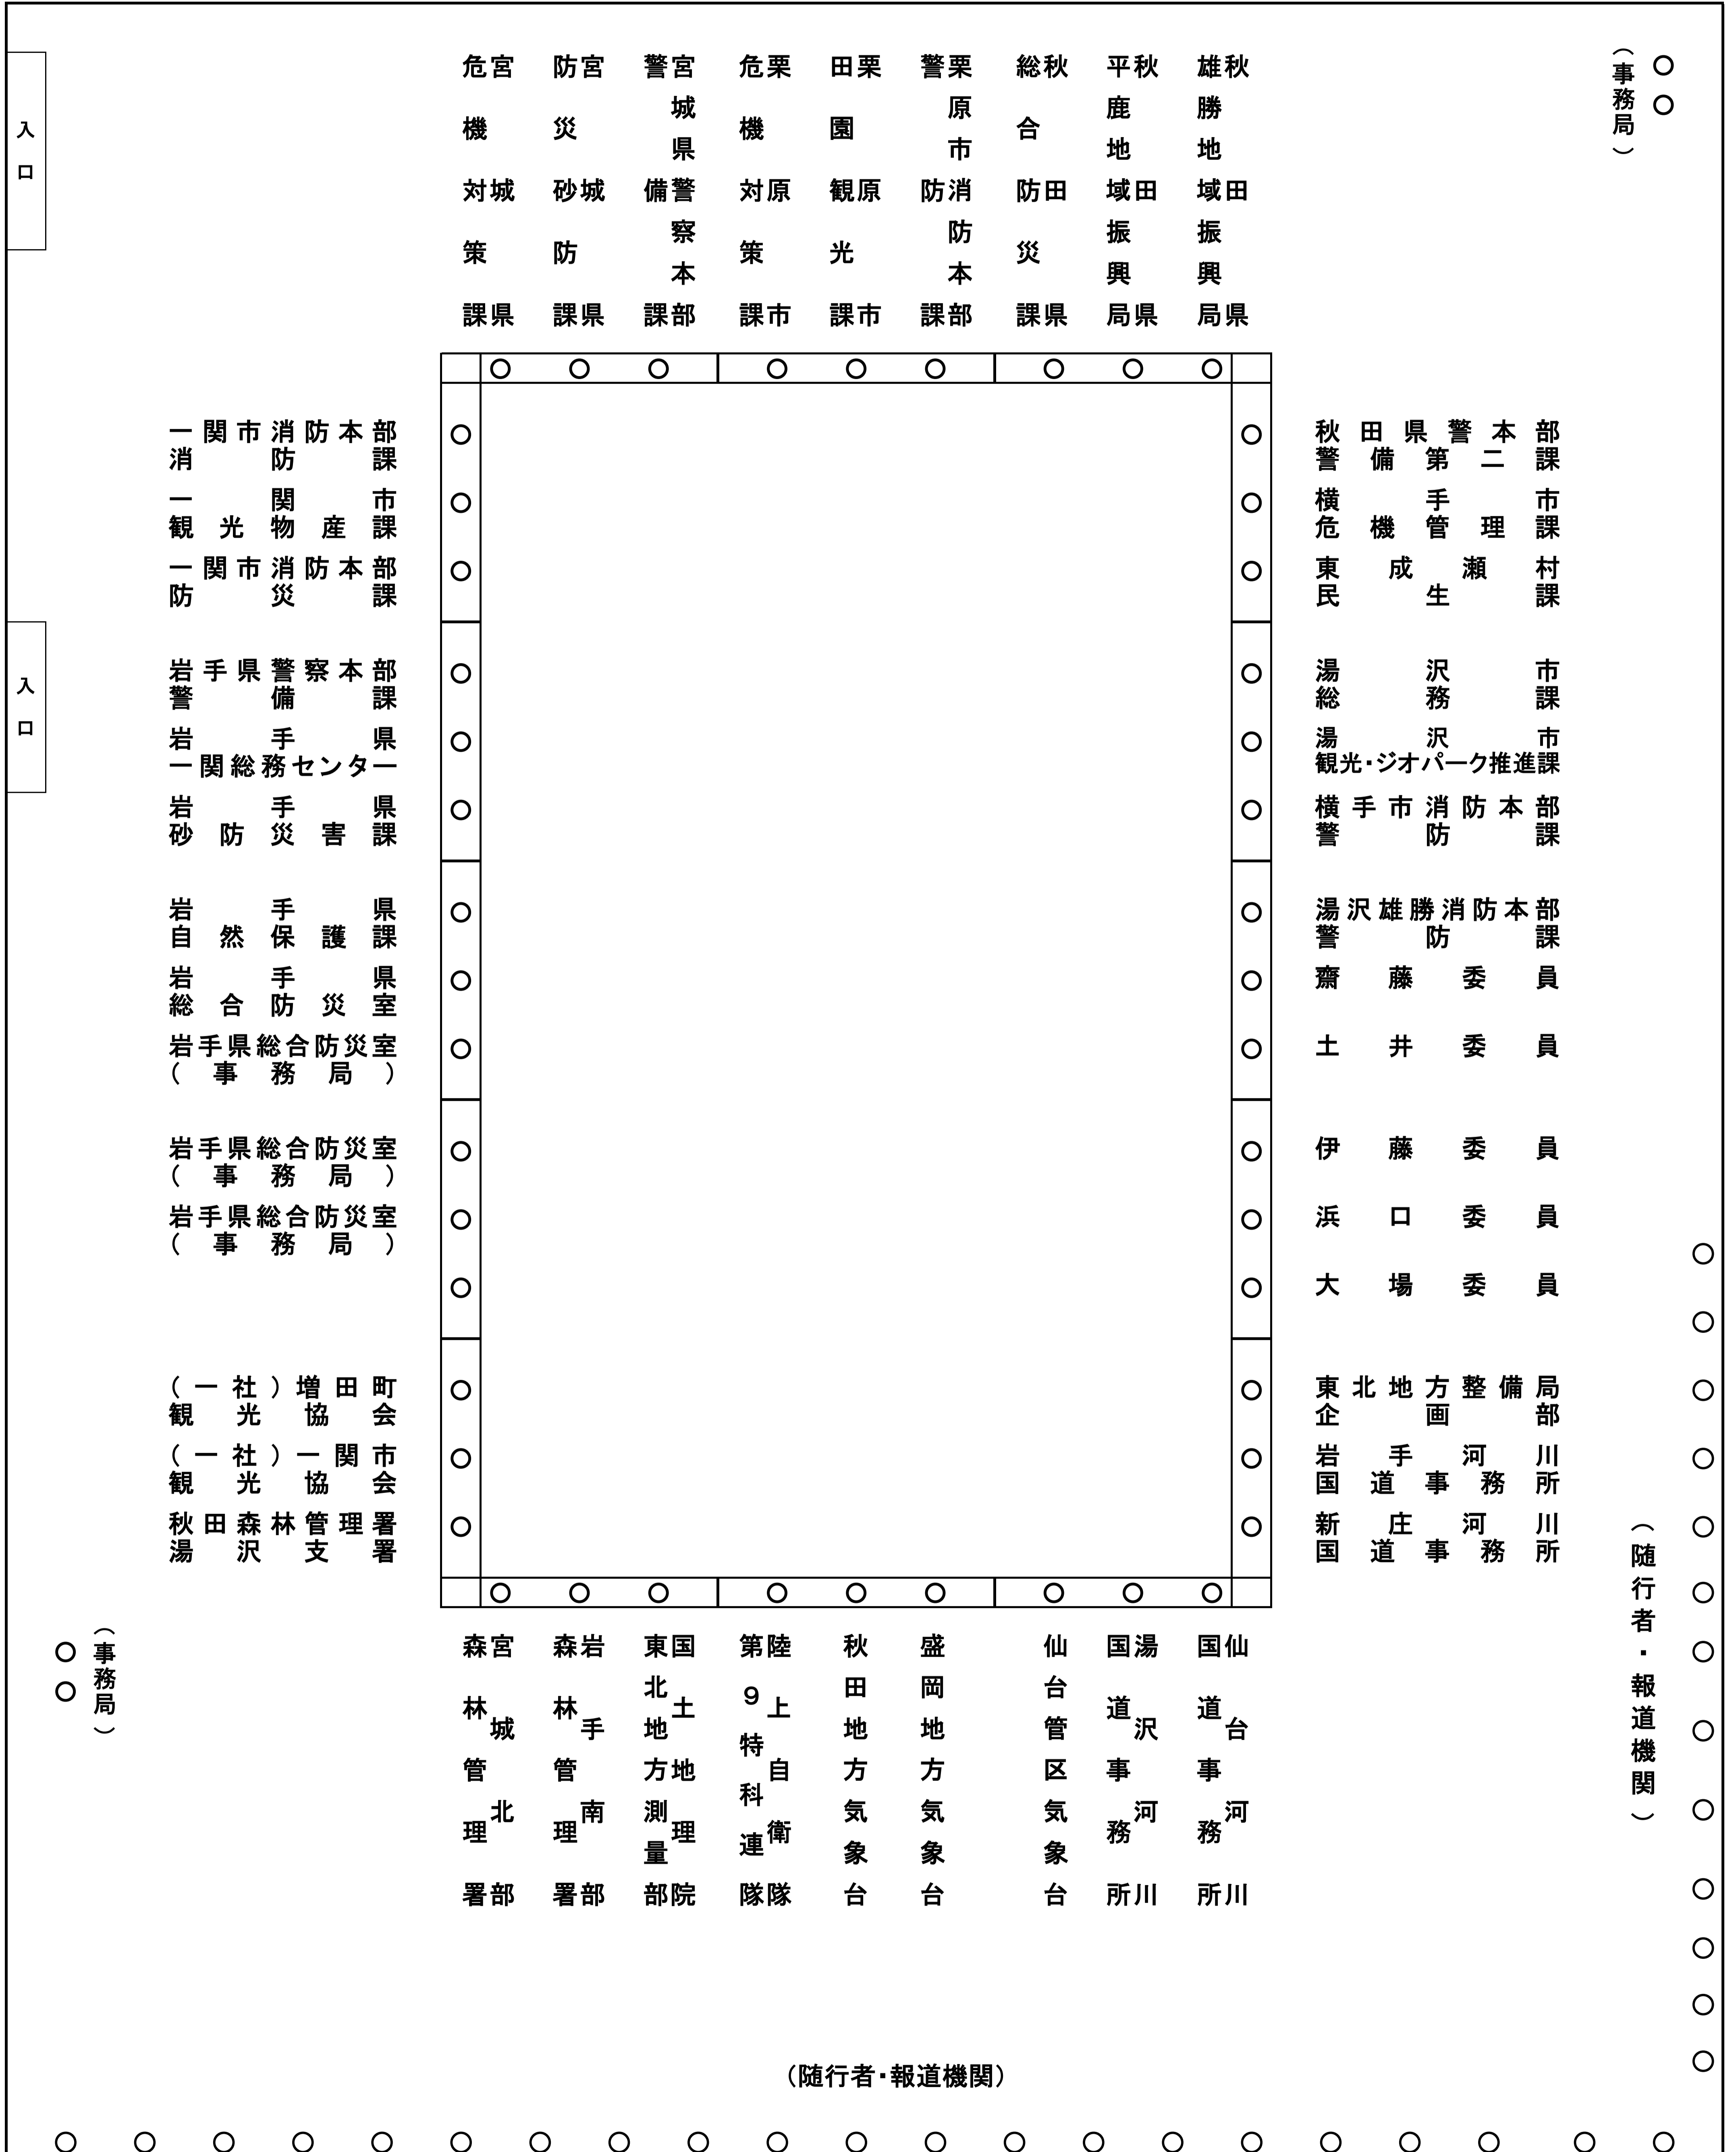 入口
入口
宮城県
危機対策課
宮城県
防災砂防課
宮城県警察本部
警備課
栗原市
危機対策課
栗原市
田園観光課
栗原市消防本部
警防課
秋田県
総合防災課
秋田県
平鹿地域振興局
秋田県
雄勝地域振興局
（事務局）
一関市消防本部
消防課
一関市
観光物産課
一関市消防本部
防災課
岩手県警察本部
警備課
岩手県
一関総務センター
岩手県
砂防災害課
岩手県
自然保護課
岩手県
総合防災室
岩手県総合防災室
（事務局）
岩手県総合防災室
（事務局）
岩手県総合防災室
（事務局）
（一社）増田町
観光協会
（一社）一関市
観光協会
秋田森林管理署
湯沢支署
秋田県警本部
警備第二課
横手市
危機管理課
東成瀬村
民生課
湯沢市
総務課
湯沢市
観光・ジオパーク推進課
横手市消防本部
警防課
湯沢雄勝消防本部
警防課
齋藤委員
土井委員
伊藤委員
浜口委員
大場委員
東北地方整備局
企画部
岩手河川
国道事務所
新庄河川
国道事務所
（随行者・報道機関）
（事務局）
宮城北部
森林管理署
岩手南部
森林管理署
国土地理院
東北地方測量部
陸上自衛隊
第９特科連隊
秋田地方気象台
盛岡地方気象台
仙台管区気象台
湯沢河川
国道事務所
仙台河川
国道事務所
（随行者・報道機関）